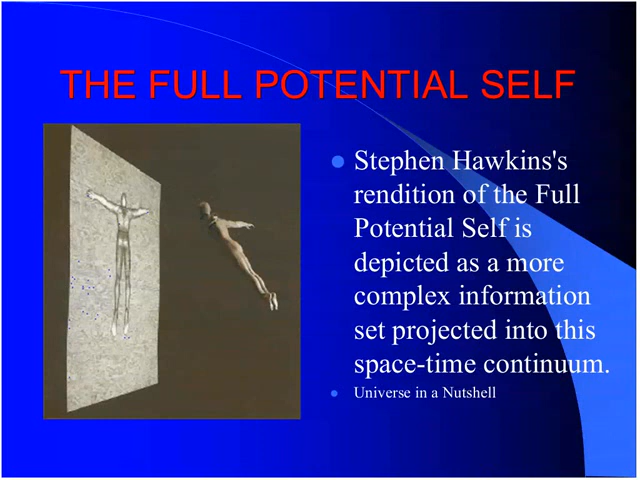 THE FULL POTENTIAL SELF
Stephen Hawkins's
rendition of the Full
Potential Self is
depicted as a more
complex information
set projected into this
space-time continuum.
Universe in a Nutshell